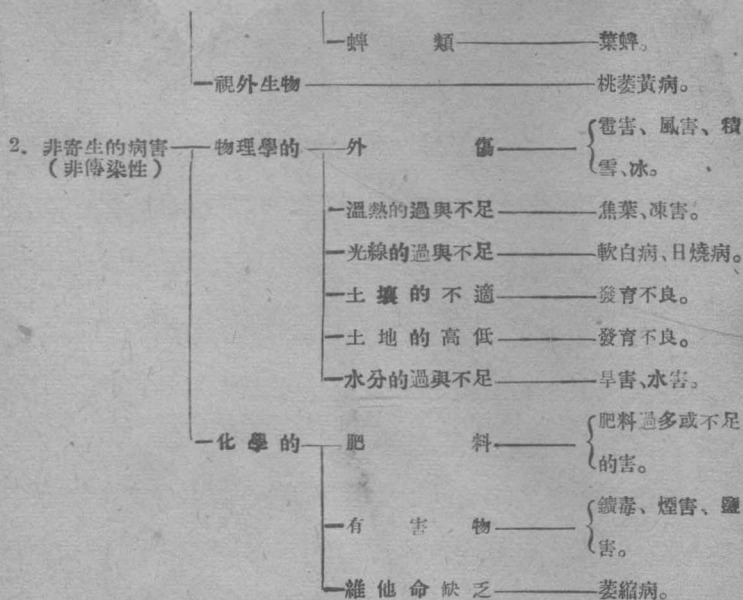 蜱類 葉蜱。
視外生物 桃萎黃病。
2. 非寄生的病害 物理學的 外傷 雹害、風害、積
(非傳染性) 雪、冰。
溫熱的過與不足 焦葉、凍害。
光線的過與不足 軟白病、日燒病。
土壤的不適 發育不良。
土地的高低 發育不良。
水分的過與不足 旱害、水害。
化學的 肥料 肥料過多或不足
的害。
有害物 鑛毒、煙害、鹽
害。
維他命缺乏 萎縮病。